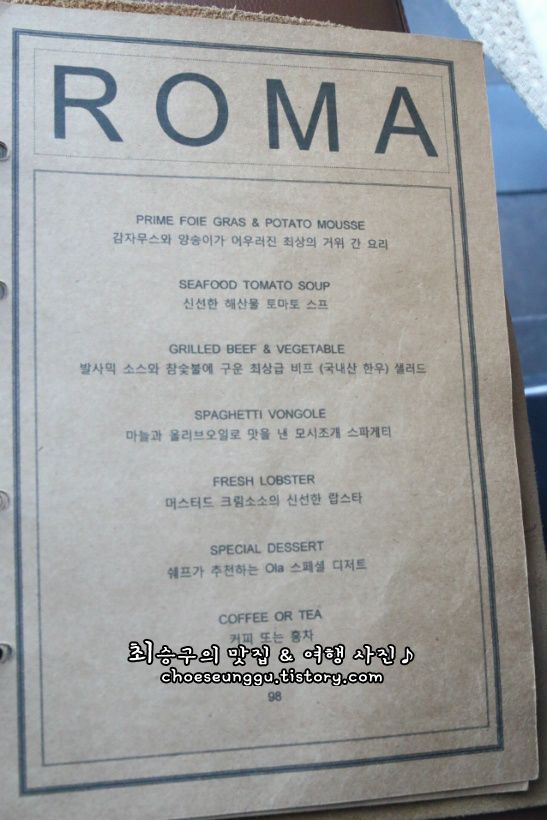 ROMA
PRIME FOIE GRAS & POTATO MOUSSE
감자무스와 양송이가 어우러진 최상의 거위 간 요리
SEAFOOD TOMATO SOUP
신선한 해산물 토마토 스프
GRILLED BEEF & VEGETABLE
발사믹 소스와 참숯불에 구운 최상급 비프 (국내산 한우) 샐러드
SPAGHETTI VONGOLE
마늘과 올리브오일로 맛을 낸 모시조개 스파게티
FRESH LOBSTER
머스터드 크림소소의 신선한 랍스타
SPECIAL DESSERT
쉐프가 추천하는 Ola 스페셜 디저트
COFFEE OR TEA
커피 또는 홍차
최승구의 맛집 & 여행 사진♪
choeseunggu.tistory.com
98